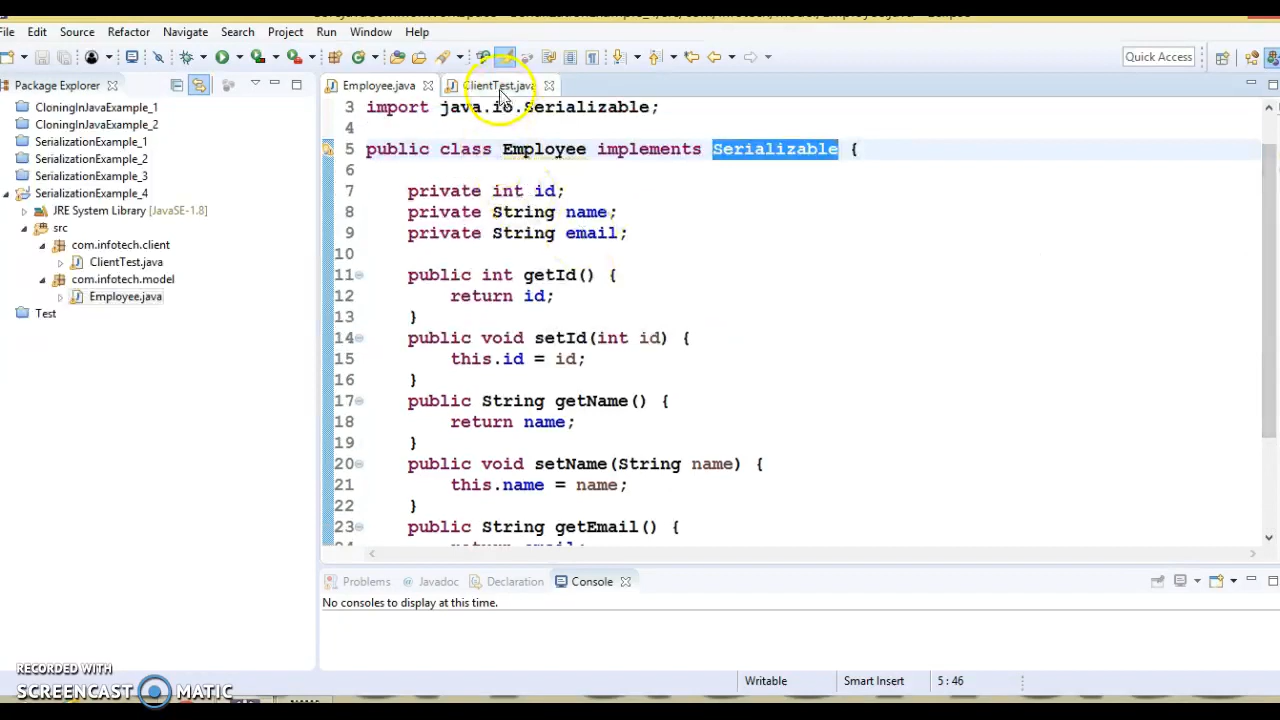 File Edit Source Refactor Navigate Search Project Run Window Help
Quick Access
Package Explorer
CloningInJavaExample_1
CloningInJavaExample_2
SerializationExample_1
SerializationExample_2
SerializationExample_3
SerializationExample_4
JRE System Library [JavaSE-1.8]
src
com.infotech.client
ClientTest.java
com.infotech.model
Employee.java
Test
Employee.java ClientTest.java
3 import java.io.Serializable;
4
5 public class Employee implements Serializable {
6
7 private int id;
8 private String name;
9 private String email;
10
11 public int getId() {
12 return id;
13 }
14 public void setId(int id) {
15 this.id = id;
16 }
17 public String getName() {
18 return name;
19 }
20 public void setName(String name) {
21 this.name = name;
22 }
23 public String getEmail() {
Problems Javadoc Declaration Console
No consoles to display at this time.
Writable Smart Insert 5 : 46
RECORDED WITH
SCREENCAST MATIC